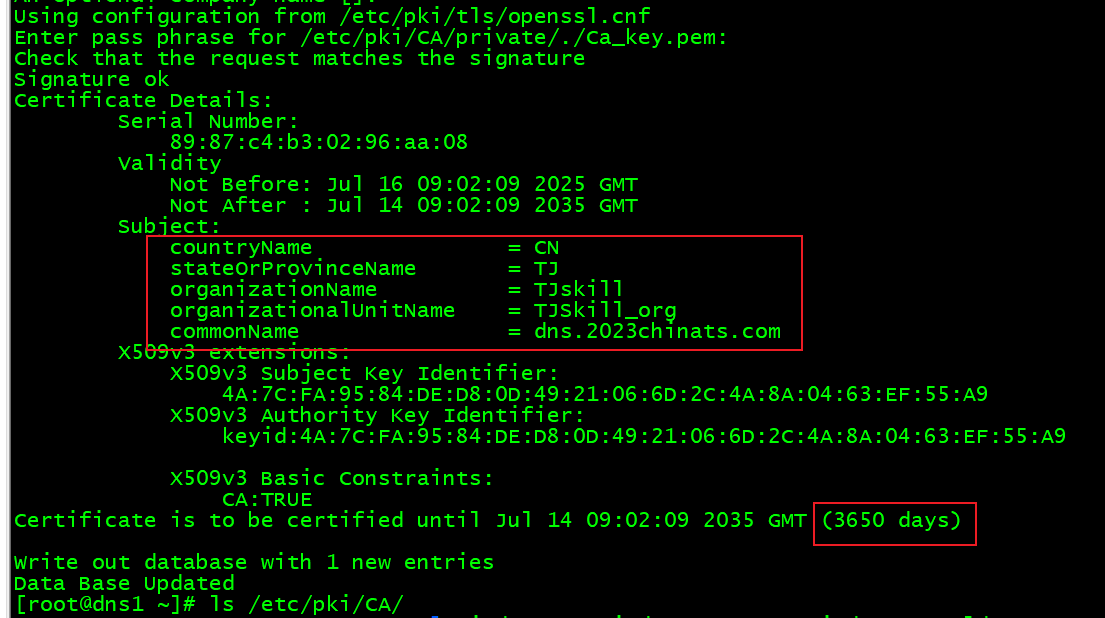 An optional company name []:
Using configuration from /etc/pki/tls/openssl.cnf
Enter pass phrase for /etc/pki/CA/private/./Ca_key.pem:
Check that the request matches the signature
Signature ok
Certificate Details:
Serial Number:
89:87:c4:b3:02:96:aa:08
Validity
Not Before: Jul 16 09:02:09 2025 GMT
Not After : Jul 14 09:02:09 2035 GMT
Subject:
countryName = CN
stateOrProvinceName = TJ
organizationName = TJskill
organizationalUnitName = TJSkill_org
commonName = dns.2023chinats.com
X509v3 extensions:
X509v3 Subject Key Identifier:
4A:7C:FA:95:84:DE:D8:0D:49:21:06:6D:2C:4A:8A:04:63:EF:55:A9
X509v3 Authority Key Identifier:
keyid:4A:7C:FA:95:84:DE:D8:0D:49:21:06:6D:2C:4A:8A:04:63:EF:55:A9
X509v3 Basic Constraints:
CA:TRUE
Certificate is to be certified until Jul 14 09:02:09 2035 GMT (3650 days)
Write out database with 1 new entries
Data Base Updated
[root@dns1 ~]# ls /etc/pki/CA/